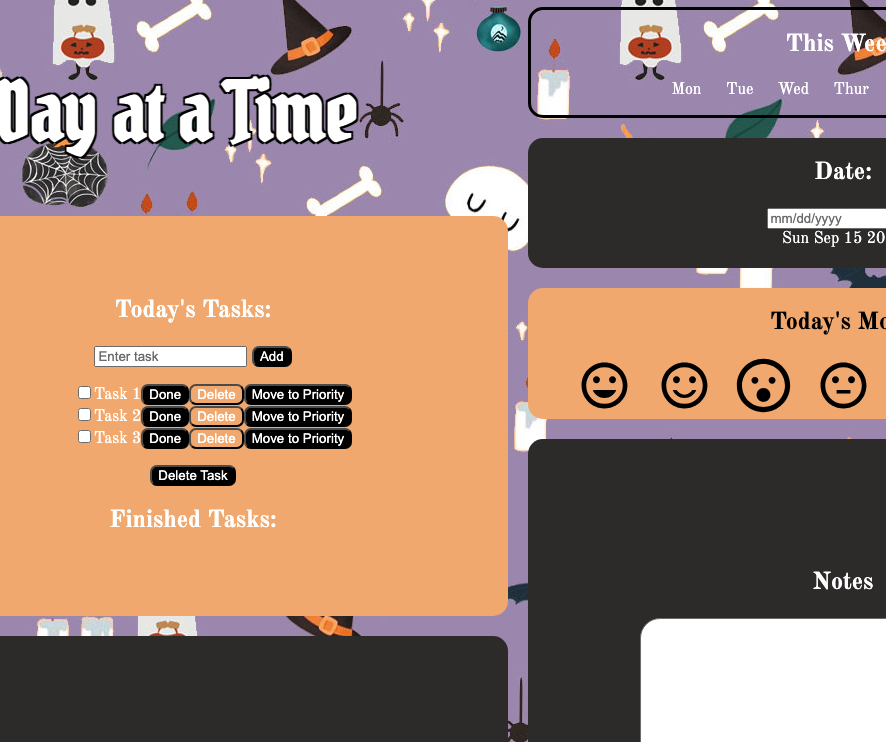 Day at a Time
Today's Tasks:
Enter task Add
Task 1 Done Delete Move to Priority
Task 2 Done Delete Move to Priority
Task 3 Done Delete Move to Priority
Delete Task
Finished Tasks:
This Wee
Mon Tue Wed Thur
Date:
mm/dd/yyyy
Sun Sep 15 20
Today's Mo
Notes